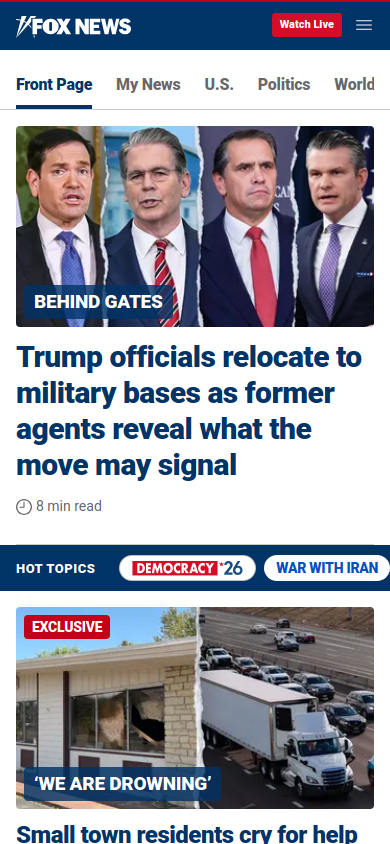 FOX NEWS
Watch Live
Front Page
My News
U.S.
Politics
World
BEHIND GATES
Trump officials relocate to
military bases as former
agents reveal what the
move may signal
8 min read
HOT TOPICS
DEMOCRACY★26
WAR WITH IRAN
EXCLUSIVE
‘WE ARE DROWNING’
Small town residents cry for help